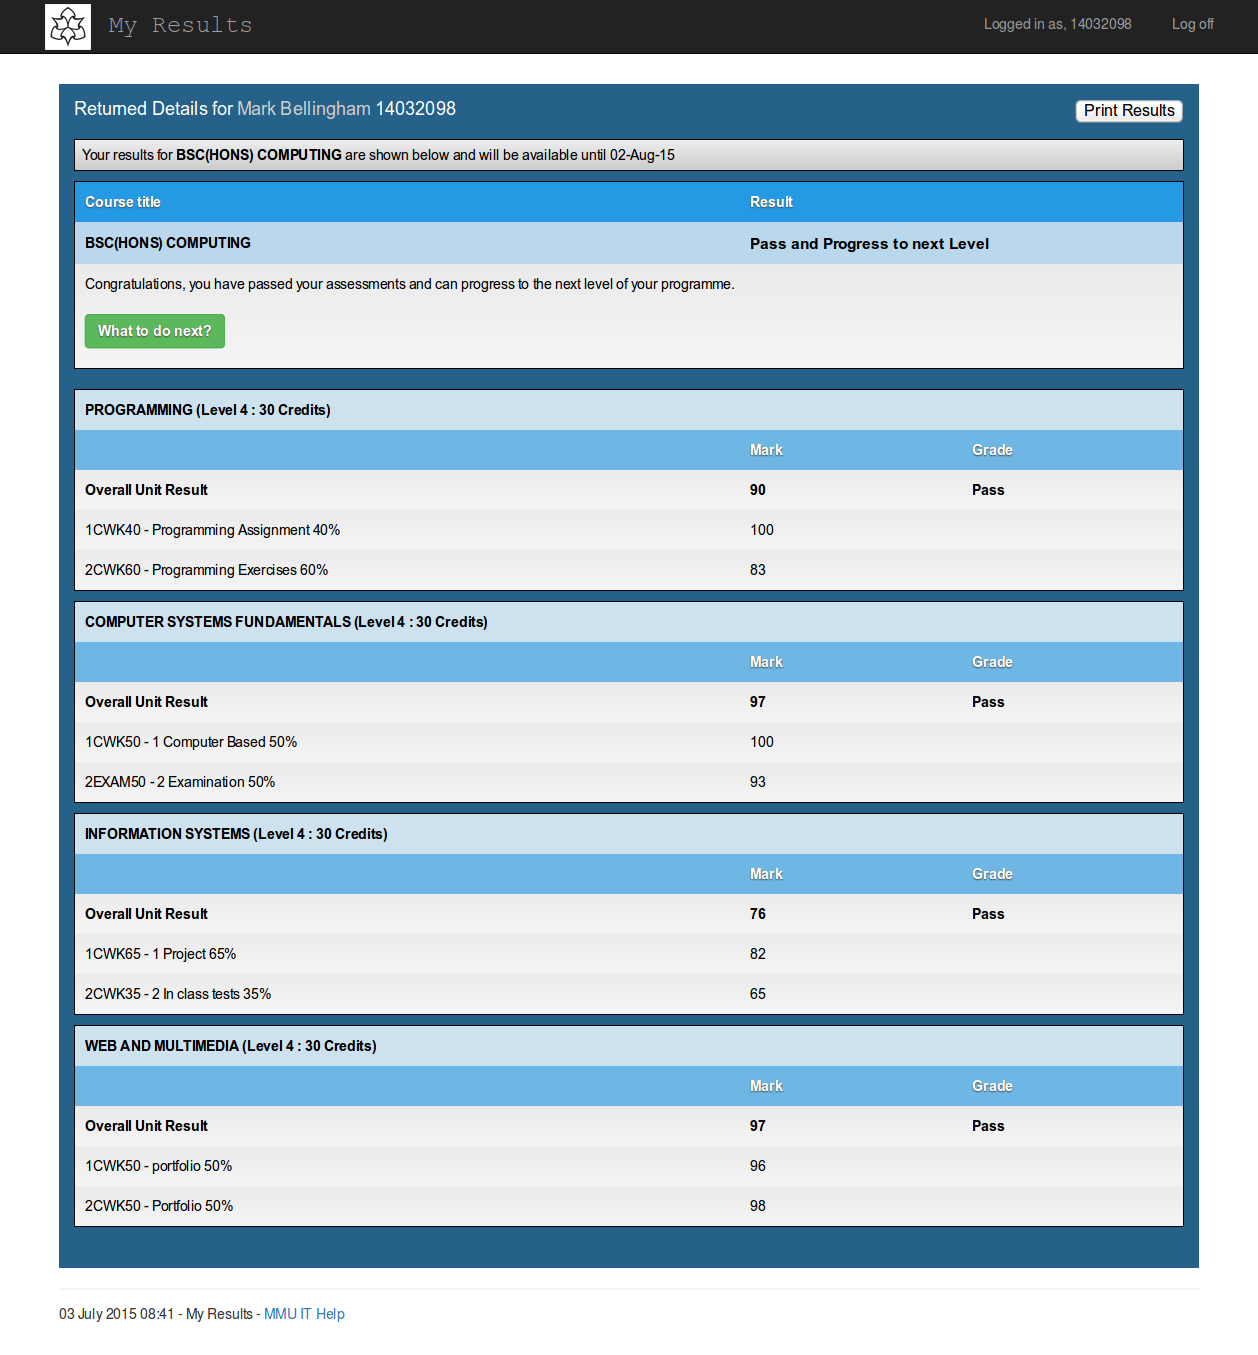 My Results
Logged in as, 14032098 Log off
Returned Details for Mark Bellingham 14032098
Print Results
Your results for BSC(HONS) COMPUTING are shown below and will be available until 02-Aug-15
Course title Result
BSC(HONS) COMPUTING Pass and Progress to next Level
Congratulations, you have passed your assessments and can progress to the next level of your programme.
What to do next?
PROGRAMMING (Level 4 : 30 Credits)
Mark Grade
Overall Unit Result 90 Pass
1CWK40 - Programming Assignment 40% 100
2CWK60 - Programming Exercises 60% 83
COMPUTER SYSTEMS FUNDAMENTALS (Level 4 : 30 Credits)
Mark Grade
Overall Unit Result 97 Pass
1CWK50 - 1 Computer Based 50% 100
2EXAM50 - 2 Examination 50% 93
INFORMATION SYSTEMS (Level 4 : 30 Credits)
Mark Grade
Overall Unit Result 76 Pass
1CWK65 - 1 Project 65% 82
2CWK35 - 2 In class tests 35% 65
WEB AND MULTIMEDIA (Level 4 : 30 Credits)
Mark Grade
Overall Unit Result 97 Pass
1CWK50 - portfolio 50% 96
2CWK50 - Portfolio 50% 98
03 July 2015 08:41 - My Results - MMU IT Help